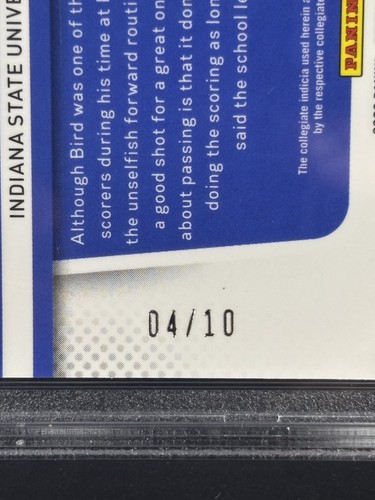 INDIANA STATE UNIVE
Although Bird was one of th
scorers during his time at
the unselfish forward routi
a good shot for a great on
about passing is that it don
doing the scoring as lon
said the school le
The collegiate indicia used herein a
by the respective collegiate
PANIN
04/10